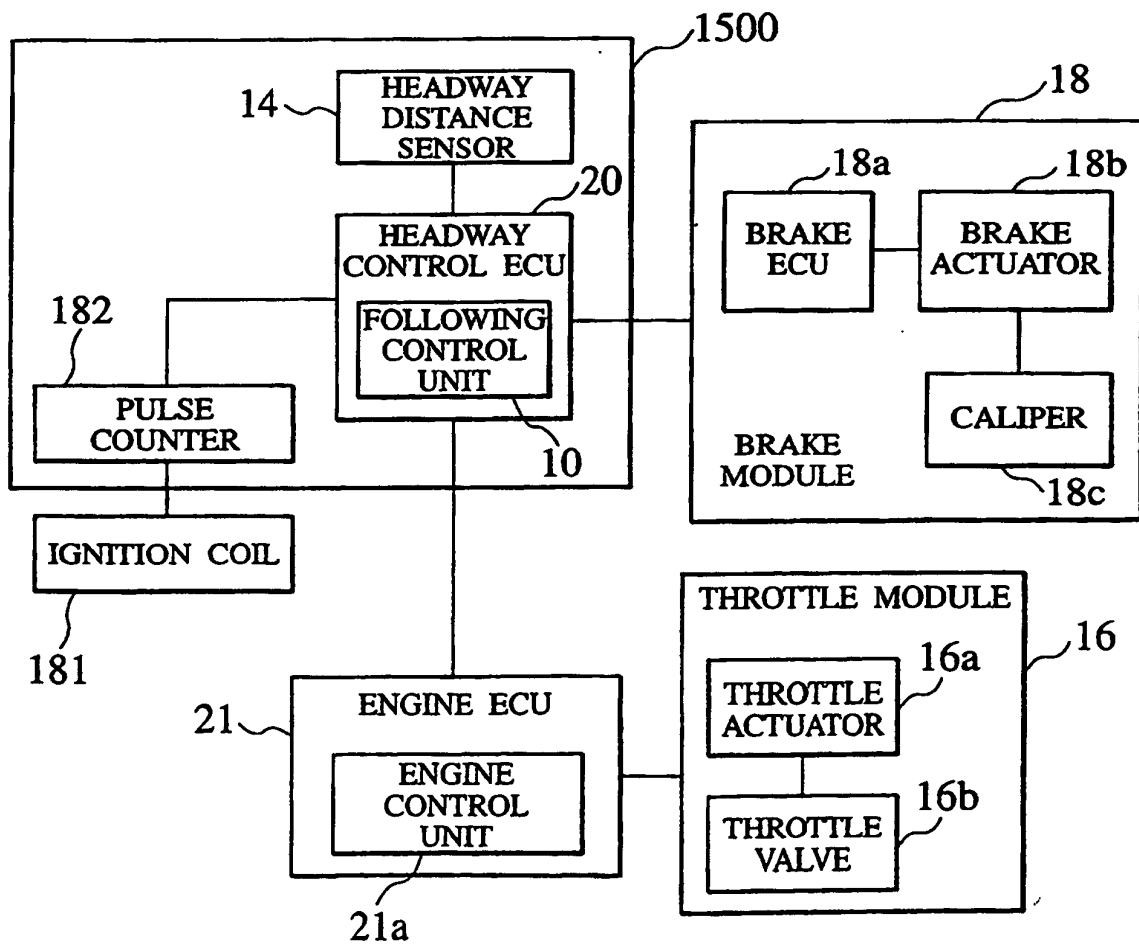 1500
HEADWAY
DISTANCE
SENSOR
14
18
20
HEADWAY
CONTROL ECU
FOLLOWING
CONTROL
UNIT
10
182
PULSE
COUNTER
IGNITION COIL
181
18a
BRAKE
ECU
18b
BRAKE
ACTUATOR
CALIPER
18c
BRAKE
MODULE
THROTTLE MODULE
16
16a
THROTTLE
ACTUATOR
16b
THROTTLE
VALVE
21
ENGINE ECU
ENGINE
CONTROL
UNIT
21a